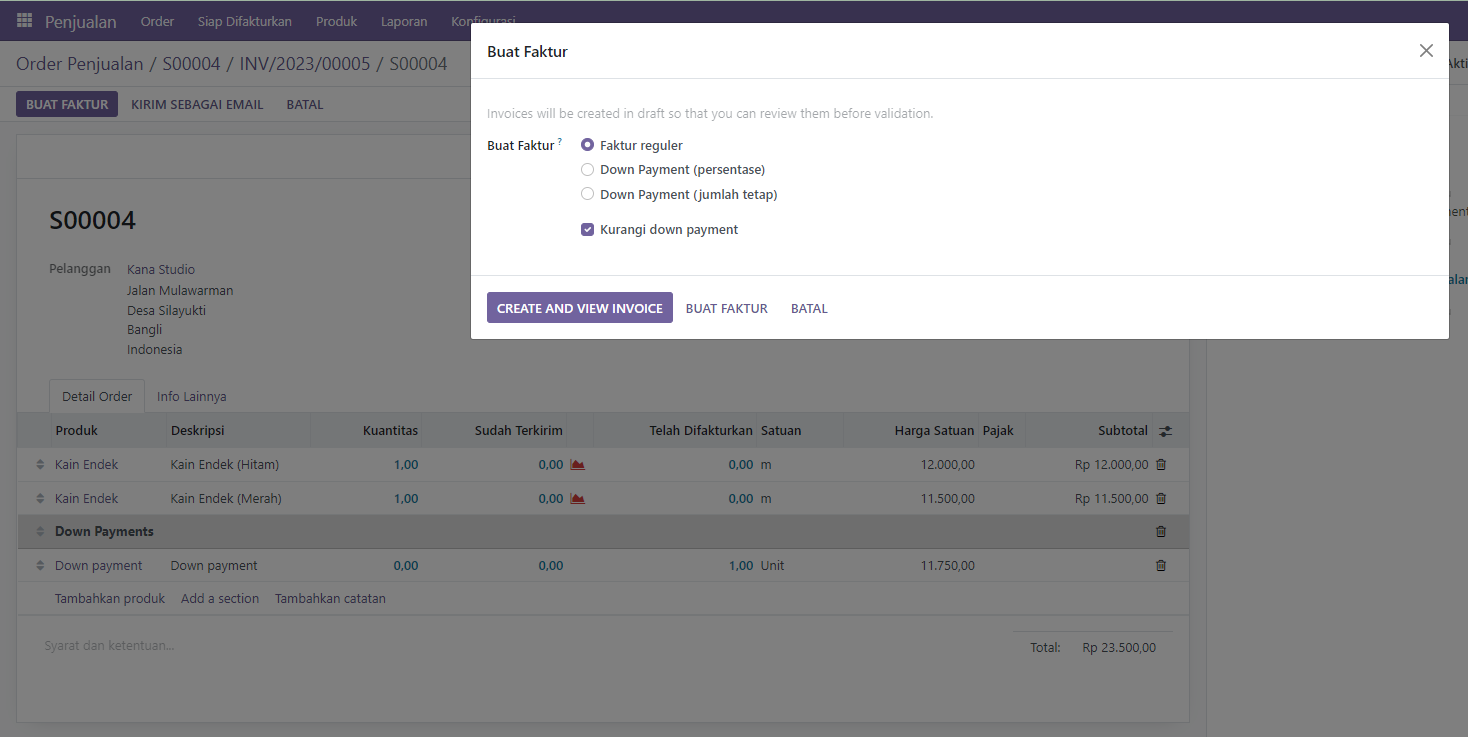 Penjualan Order Siap Difakturkan Produk Laporan Konfigurasi
Order Penjualan / S00004 / INV/2023/00005 / S00004
BUAT FAKTUR KIRIM SEBAGAI EMAIL BATAL
Buat Faktur
Invoices will be created in draft so that you can review them before validation.
Buat Faktur ? Faktur reguler
Down Payment (persentase)
Down Payment (jumlah tetap)
Kurangi down payment
CREATE AND VIEW INVOICE BUAT FAKTUR BATAL
S00004
Pelanggan Kana Studio
Jalan Mulawarman
Desa Silayukti
Bangli
Indonesia
Detail Order Info Lainnya
Produk Deskripsi Kuantitas Sudah Terkirim Telah Difakturkan Satuan Harga Satuan Pajak Subtotal
Kain Endek Kain Endek (Hitam) 1,00 0,00 0,00 m 12.000,00 Rp 12.000,00
Kain Endek Kain Endek (Merah) 1,00 0,00 0,00 m 11.500,00 Rp 11.500,00
Down Payments
Down payment Down payment 0,00 0,00 1,00 Unit 11.750,00
Tambahkan produk Add a section Tambahkan catatan
Syarat dan ketentuan...
Total: Rp 23.500,00